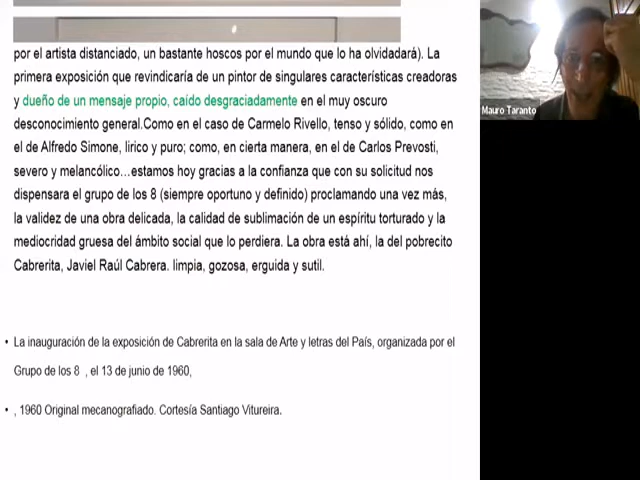 por el artista distanciado, un bastante hoscos por el mundo que lo ha olvidadará). La
primera exposición que revindicaría de un pintor de singulares características creadoras
y dueño de un mensaje propio, caído desgraciadamente en el muy oscuro
desconocimiento general.Como en el caso de Carmelo Rivello, tenso y sólido, como en
el de Alfredo Simone, lirico y puro; como, en cierta manera, en el de Carlos Prevosti,
severo y melancólico…estamos hoy gracias a la confianza que con su solicitud nos
dispensara el grupo de los 8 (siempre oportuno y definido) proclamando una vez más,
la validez de una obra delicada, la calidad de sublimación de un espíritu torturado y la
mediocridad gruesa del ámbito social que lo perdiera. La obra está ahí, la del pobrecito
Cabrerita, Javiel Raúl Cabrera. limpia, gozosa, erguida y sutil.
• La inauguración de la exposición de Cabrerita en la sala de Arte y letras del País, organizada por el
Grupo de los 8 , el 13 de junio de 1960,
• , 1960 Original mecanografiado. Cortesía Santiago Vitureira.
Mauro Taranto